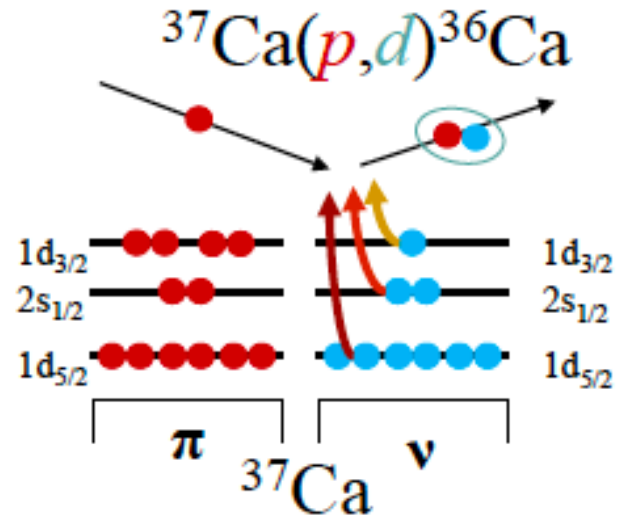 ³⁷Ca(p,d)³⁶Ca
1d₃/₂ 1d₃/₂
2s₁/₂ 2s₁/₂
1d₅/₂ 1d₅/₂
π ν
³⁷Ca